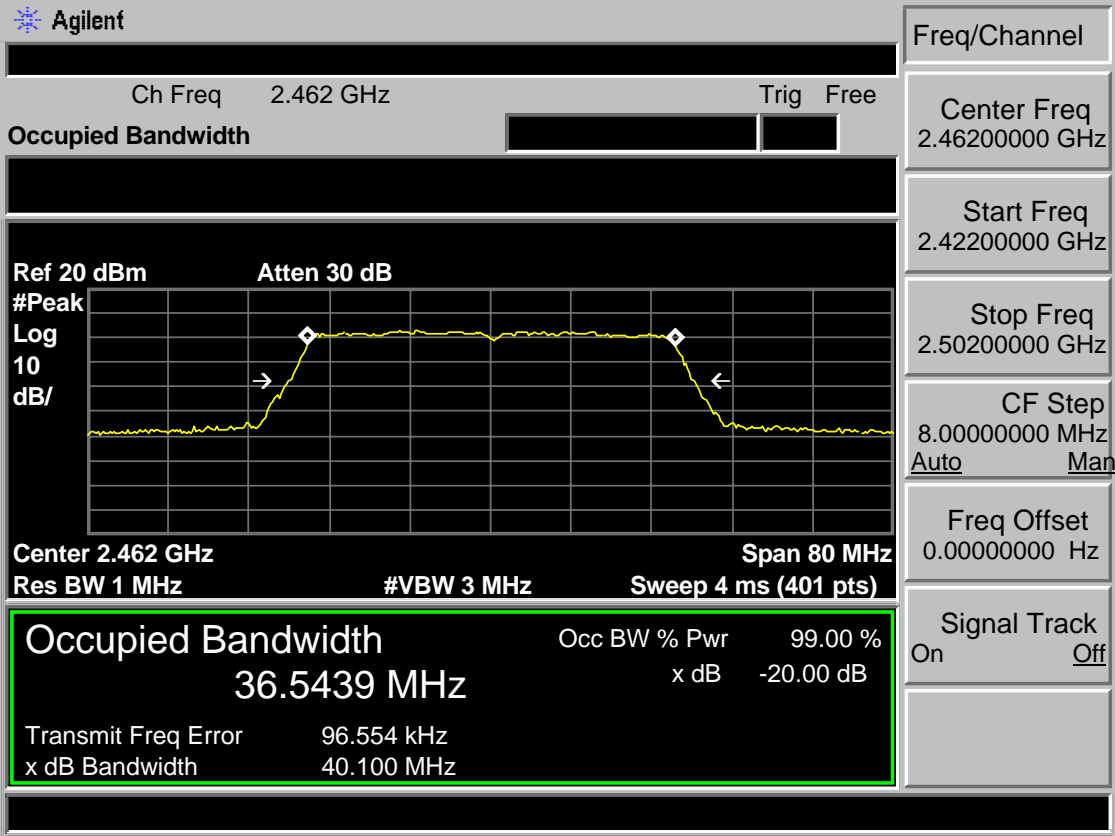 Agilent
Freq/Channel
Ch Freq 2.462 GHz Trig Free
Occupied Bandwidth
Center Freq
2.46200000 GHz
Start Freq
2.42200000 GHz
Stop Freq
2.50200000 GHz
CF Step
8.00000000 MHz
Auto Man
Freq Offset
0.00000000 Hz
Signal Track
On Off
Ref 20 dBm Atten 30 dB
#Peak
Log
10
dB/
Center 2.462 GHz Span 80 MHz
Res BW 1 MHz #VBW 3 MHz Sweep 4 ms (401 pts)
Occupied Bandwidth Occ BW % Pwr 99.00 %
36.5439 MHz x dB -20.00 dB
Transmit Freq Error 96.554 kHz
x dB Bandwidth 40.100 MHz